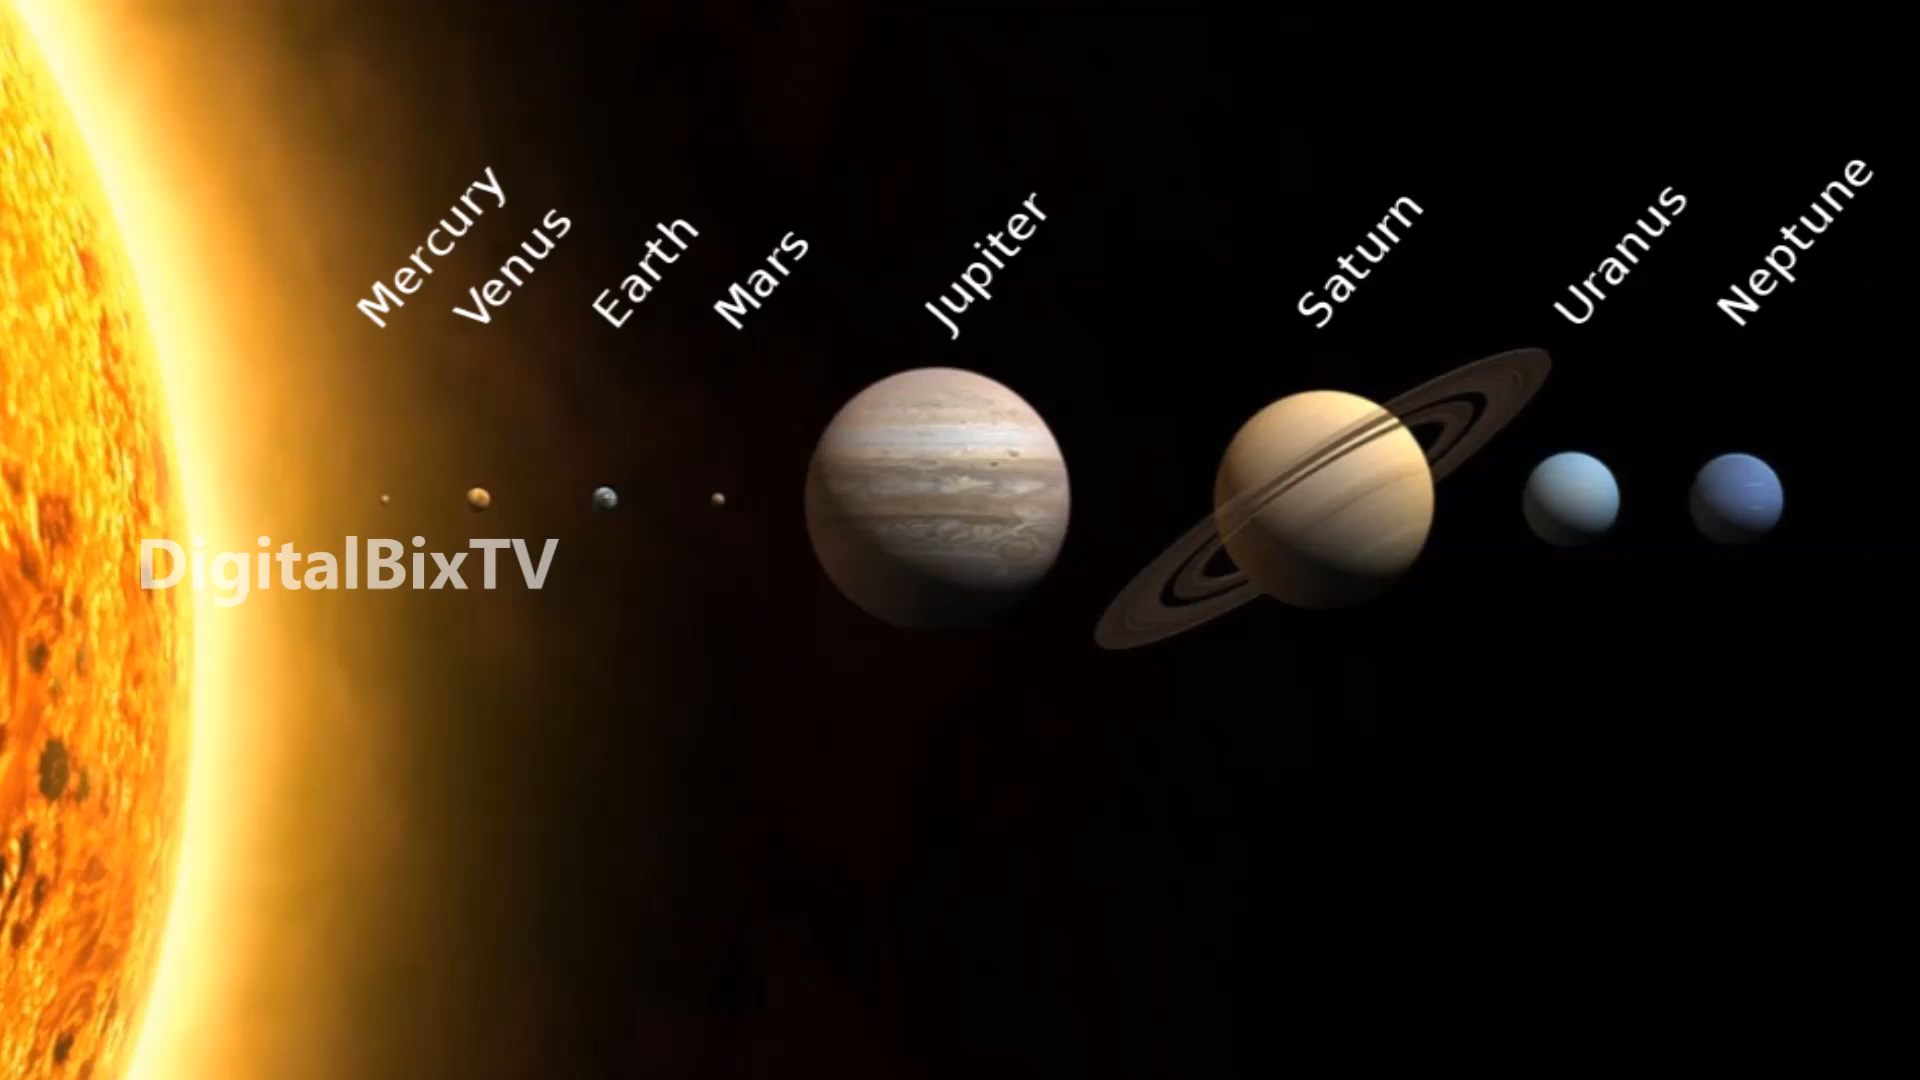 Mercury
Venus
Earth
Mars
Jupiter
Saturn
Uranus
Neptune
DigitalBixTV